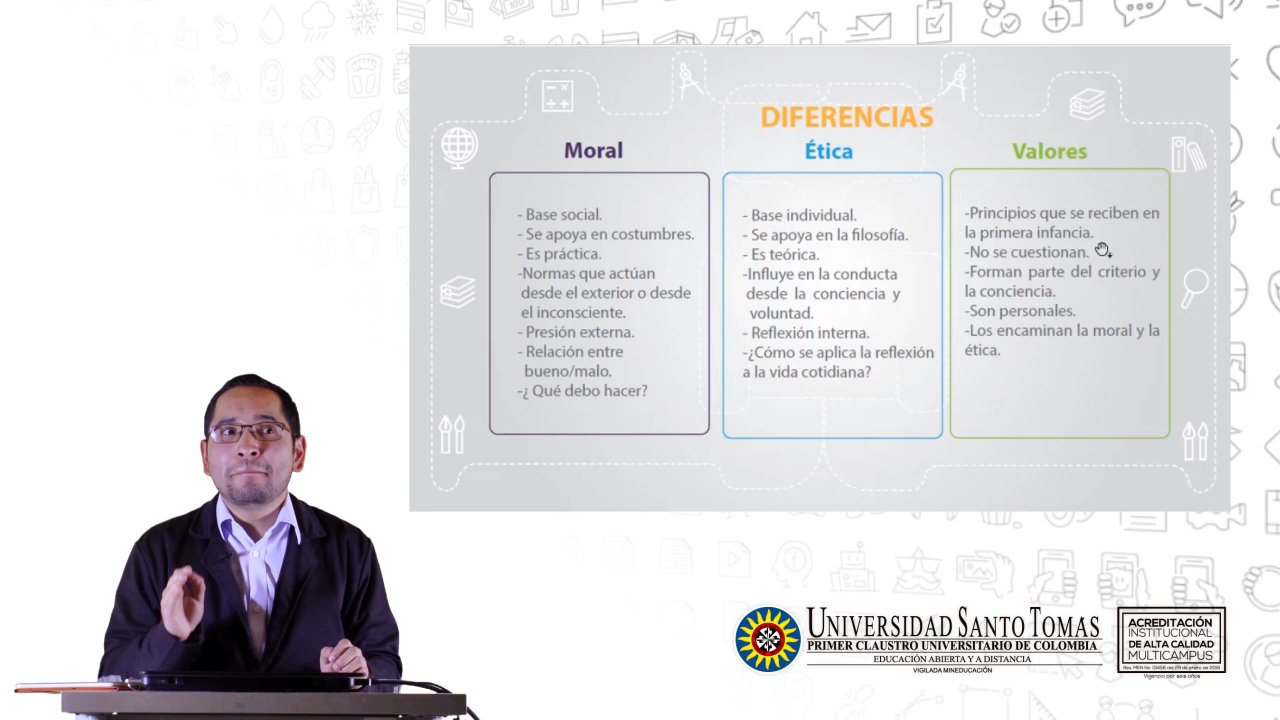 DIFERENCIAS
Moral
- Base social.
- Se apoya en costumbres.
- Es práctica.
-Normas que actúan
desde el exterior o desde
el inconsciente.
- Presión externa.
- Relación entre
bueno/malo.
-¿ Qué debo hacer?
Ética
- Base individual.
- Se apoya en la filosofía.
- Es teórica.
-Influye en la conducta
desde la conciencia y
voluntad.
- Reflexión interna.
-¿Cómo se aplica la reflexión
a la vida cotidiana?
Valores
-Principios que se reciben en
la primera infancia.
-No se cuestionan.
-Forman parte del criterio y
la conciencia.
-Son personales.
-Los encaminan la moral y la
ética.
UNIVERSIDAD SANTO TOMAS
PRIMER CLAUSTRO UNIVERSITARIO DE COLOMBIA
EDUCACIÓN ABIERTA Y A DISTANCIA
VIGILADA MINEDUCACIÓN
ACREDITACIÓN
INSTITUCIONAL
DE ALTA CALIDAD
MULTICAMPUS
Vigencia por seis años